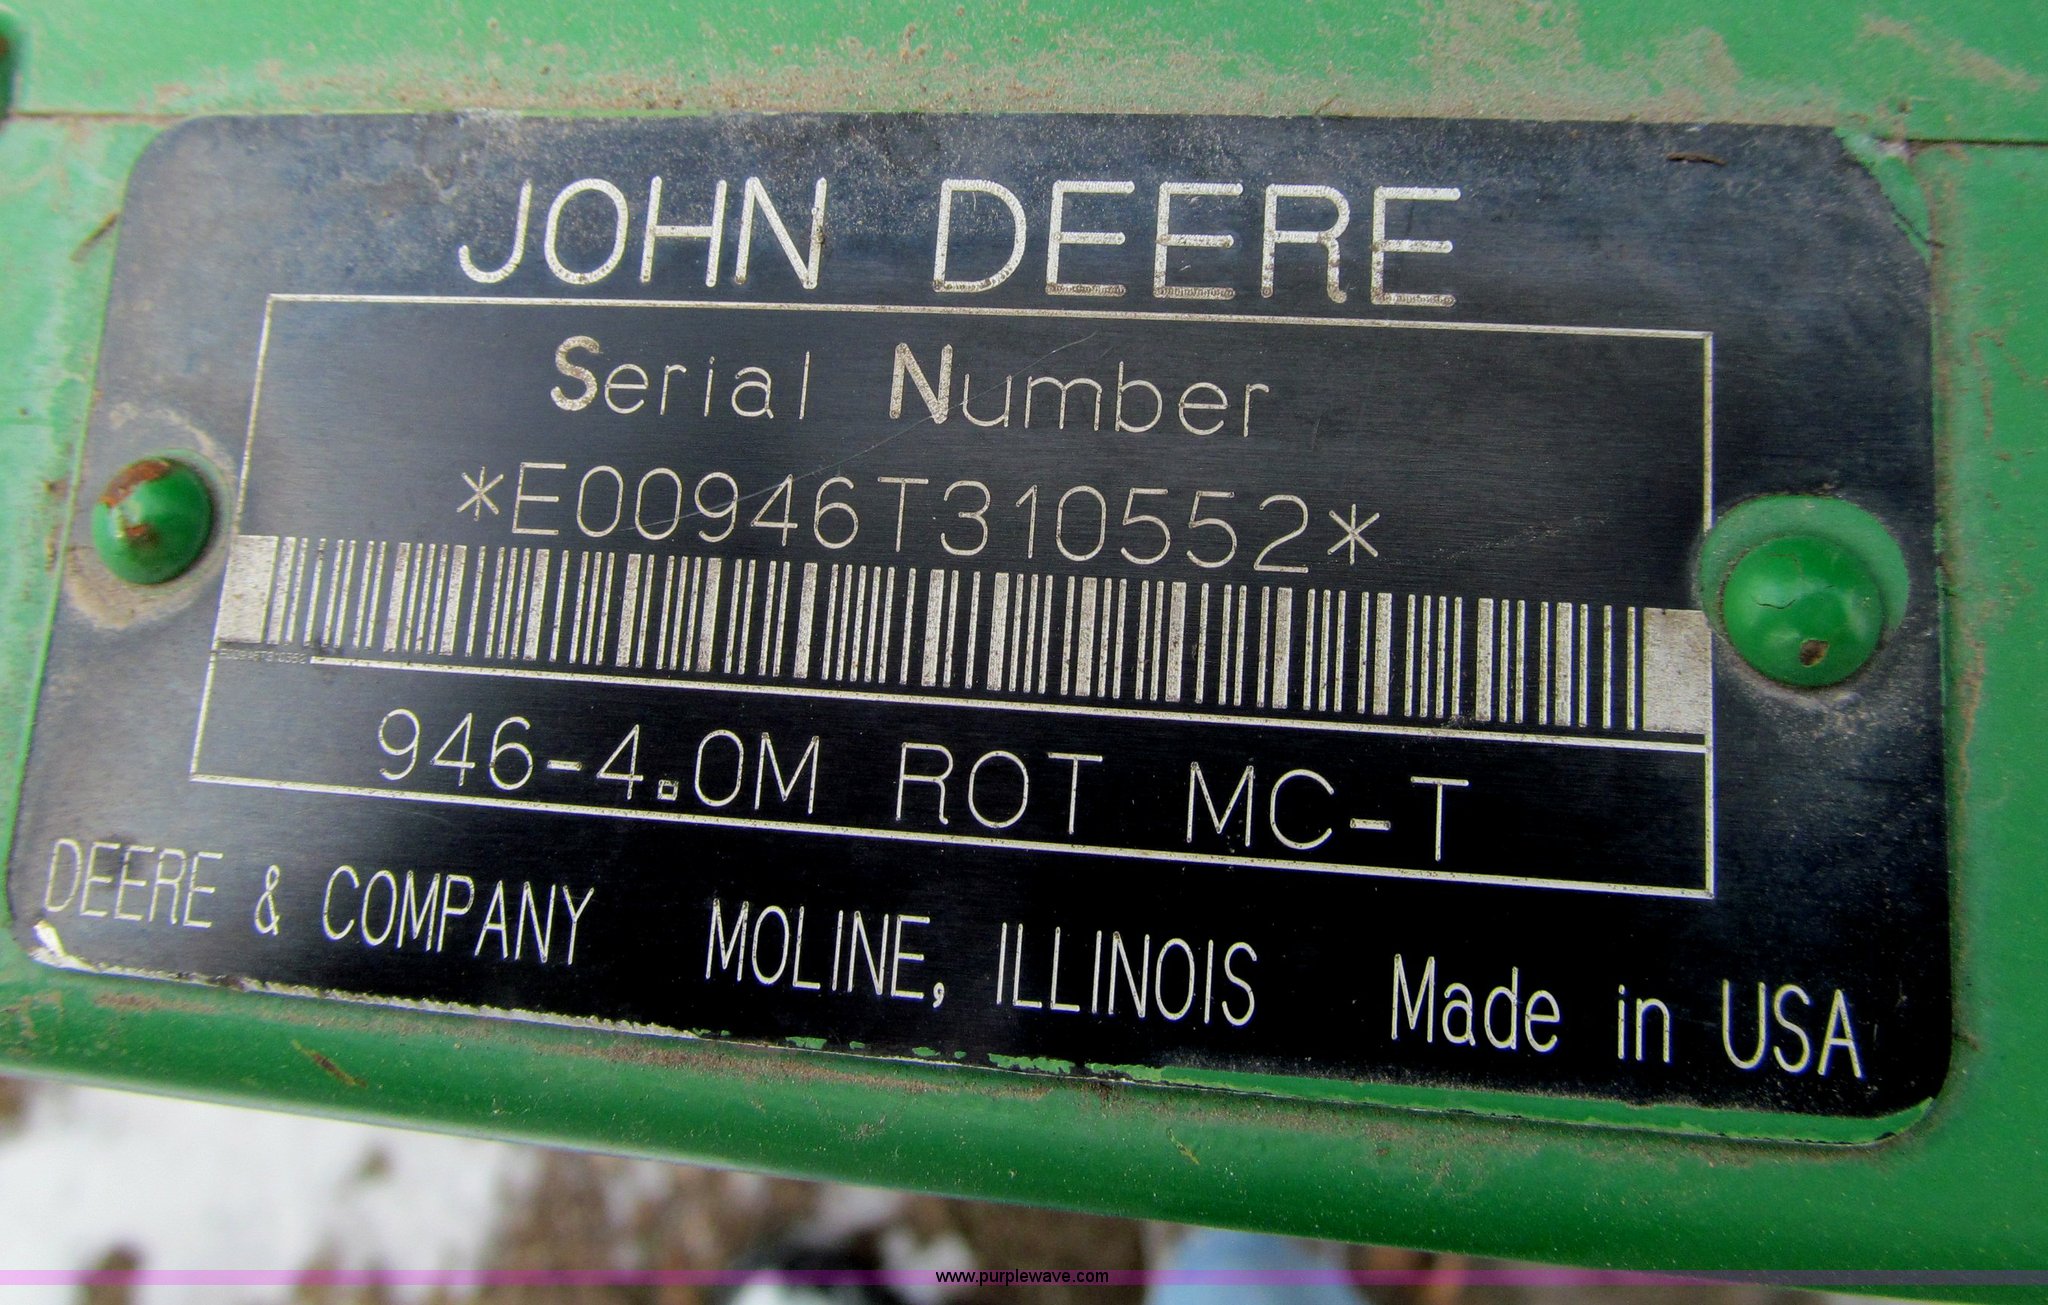 JOHN DEERE
Serial Number
*E00946T310552*
946-4.0M ROT MC-T
DEERE & COMPANY MOLINE, ILLINOIS Made in USA
www.purplewave.com